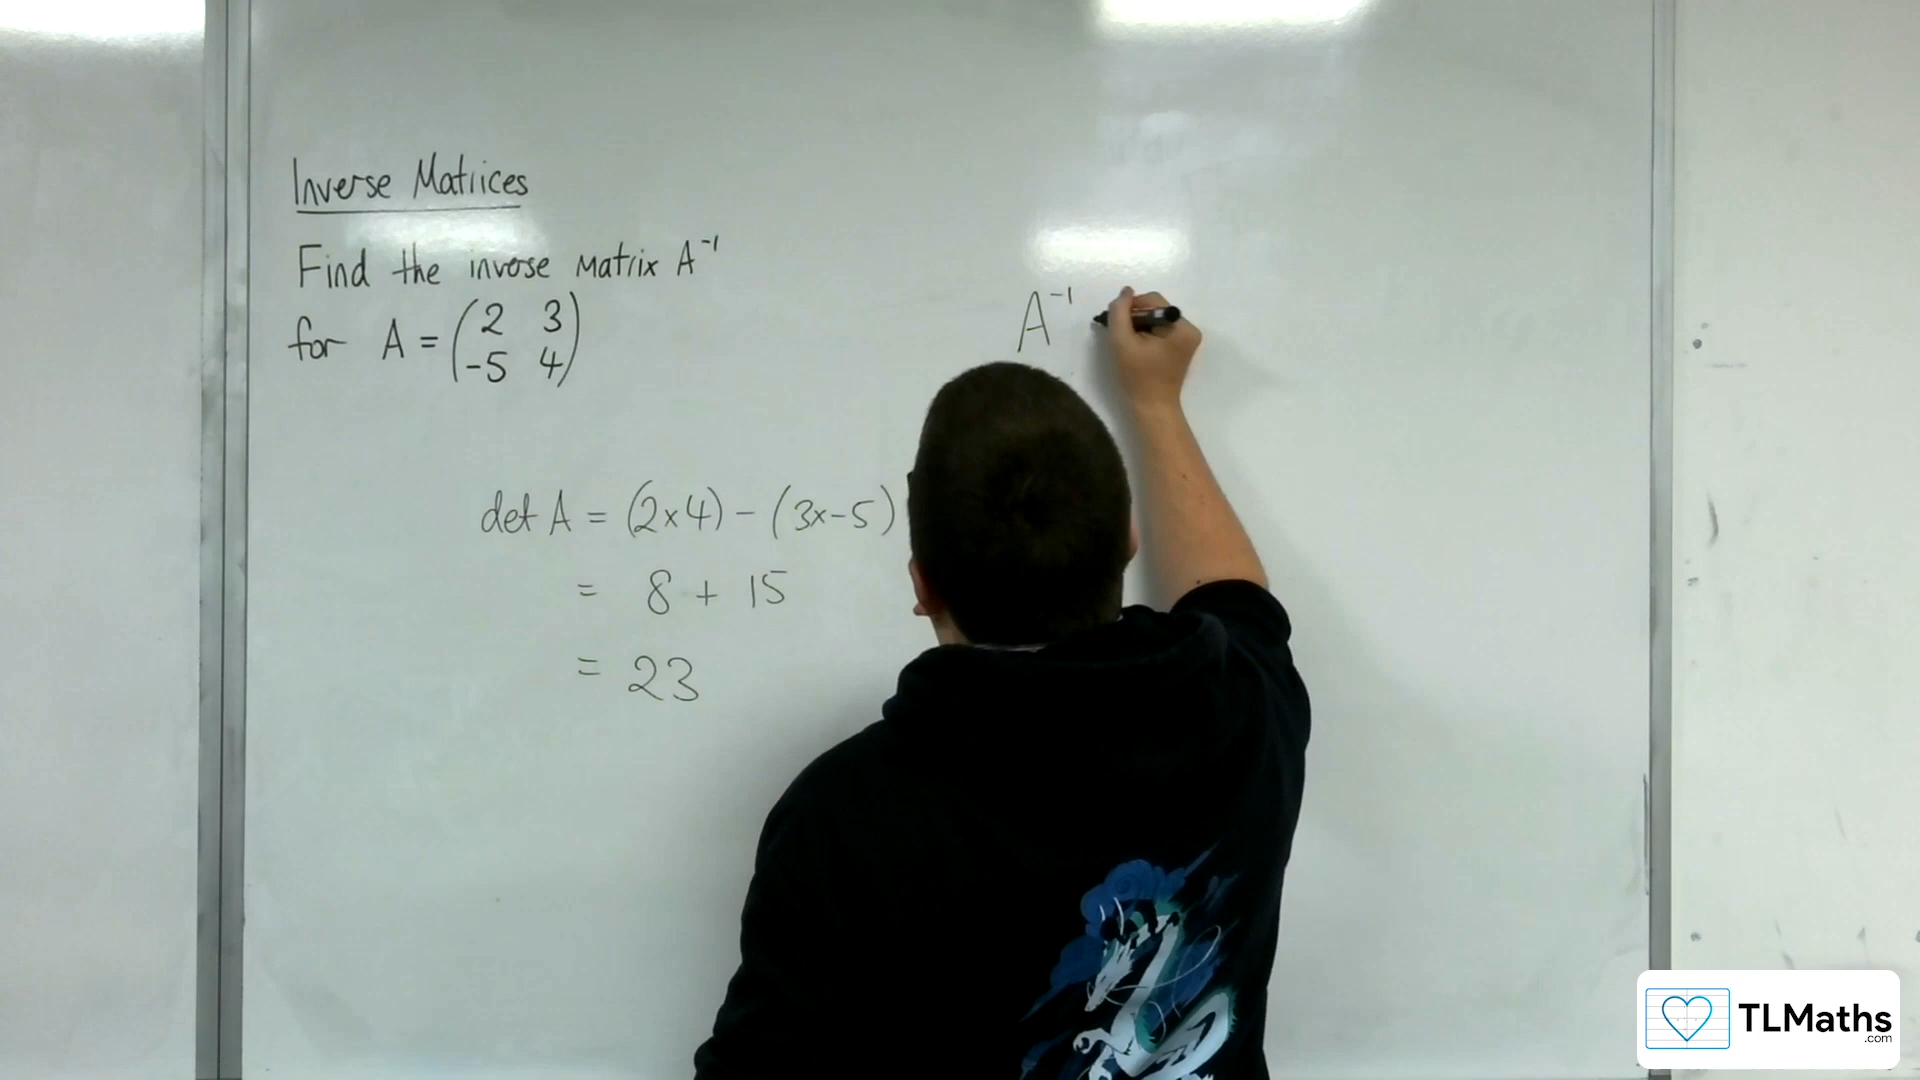 Inverse Matrices
Find the inverse matrix A⁻¹
for A = (2 3
-5 4)
A⁻¹
det A = (2×4) - (3×-5)
= 8 + 15
= 23
TLMaths
.com